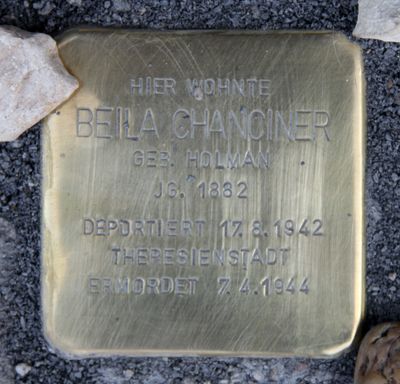 HIER WOHNTE
BEILA CHANCINER
GEB. HOLMAN
JG. 1882
DEPORTIERT 17.8.1942
THERESIENSTADT
ERMORDET 7.4.1944